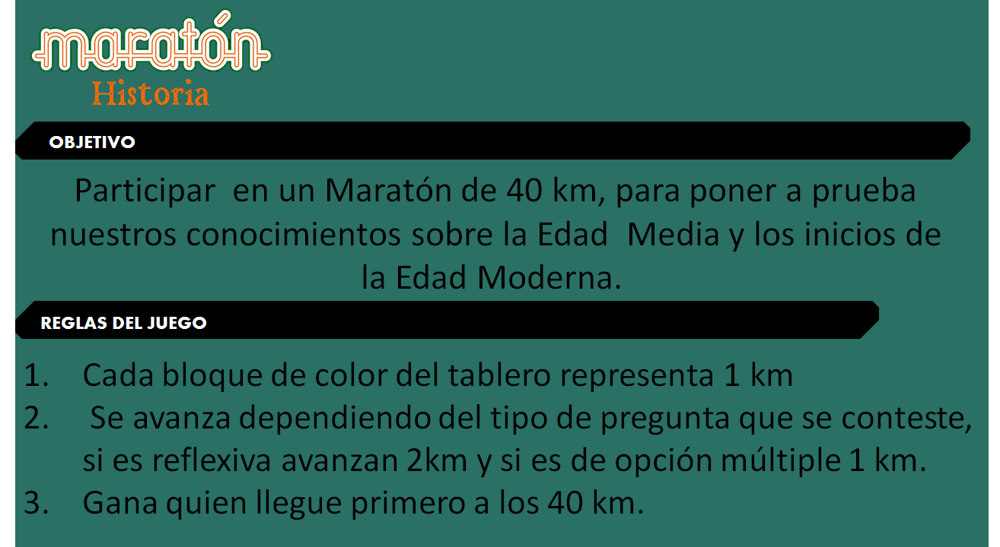 maratón
Historia
OBJETIVO
Participar  en un Maratón de 40 km, para poner a prueba
nuestros conocimientos sobre la Edad  Media y los inicios de
la Edad Moderna.
REGLAS DEL JUEGO
1. Cada bloque de color del tablero representa 1 km
2. Se avanza dependiendo del tipo de pregunta que se conteste,
si es reflexiva avanzan 2km y si es de opción múltiple 1 km.
3. Gana quien llegue primero a los 40 km.